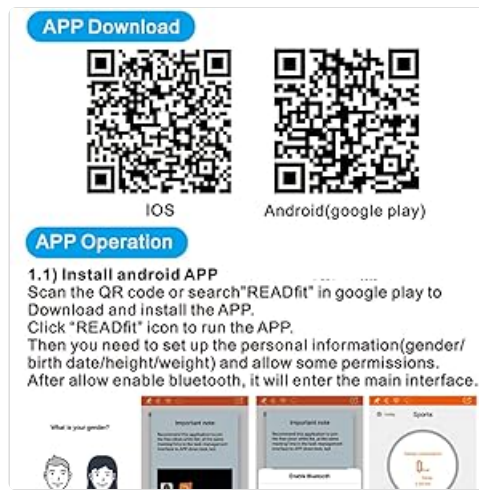 APP Download
IOS
Android(google play)
APP Operation
1.1) Install android APP
Scan the QR code or search"READfit" in google play to
Download and install the APP.
Click "READfit" icon to run the APP.
Then you need to set up the personal information(gender/
birth date/height/weight) and allow some permissions.
After allow enable bluetooth, it will enter the main interface.
What is your gender?
Important note
Important note
Enable Bluetooth
Sports